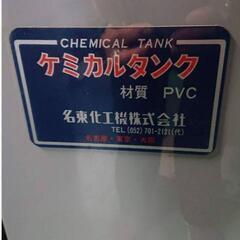 CHEMICAL TANK
ケミカルタンク
材質 PVC
名東化工機株式会社
TEL(052)701-2121(代)
名古屋・東京・大阪